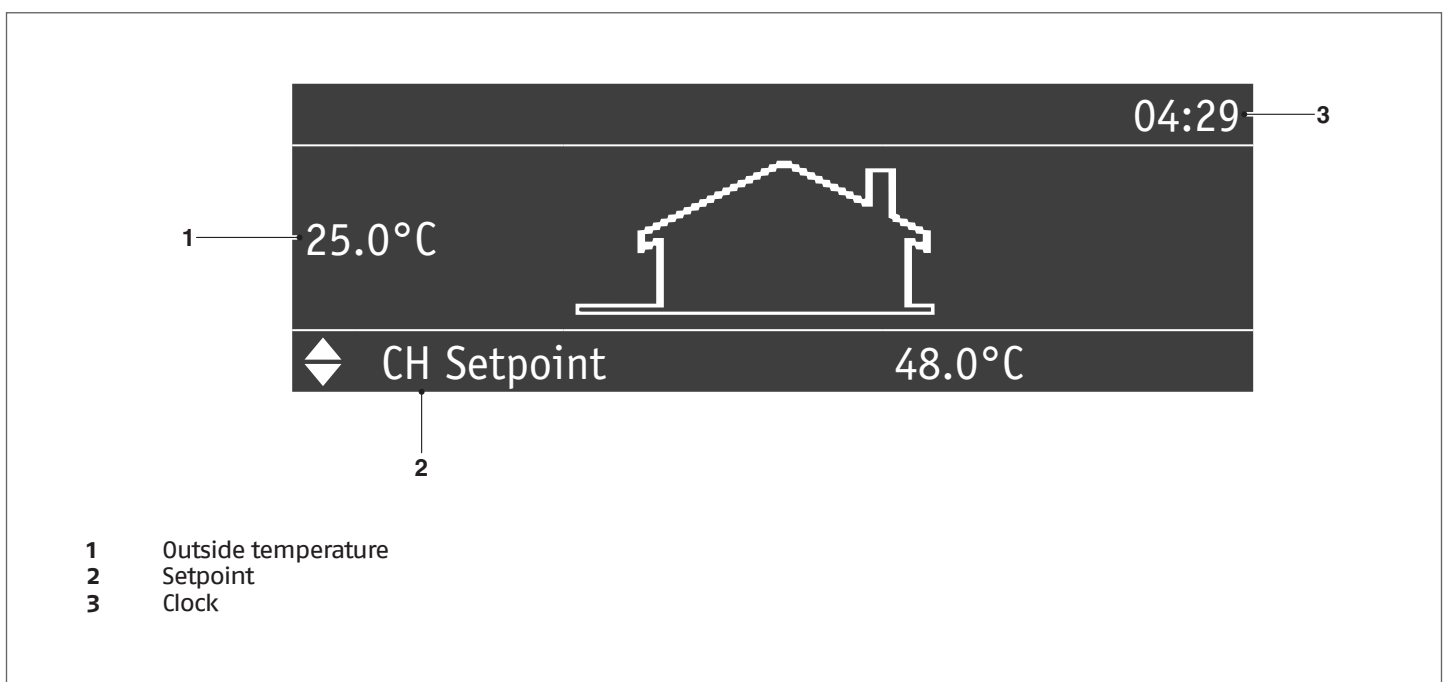 04:29
3
1
25.0°C
CH Setpoint 48.0°C
2
1 Outside temperature
2 Setpoint
3 Clock